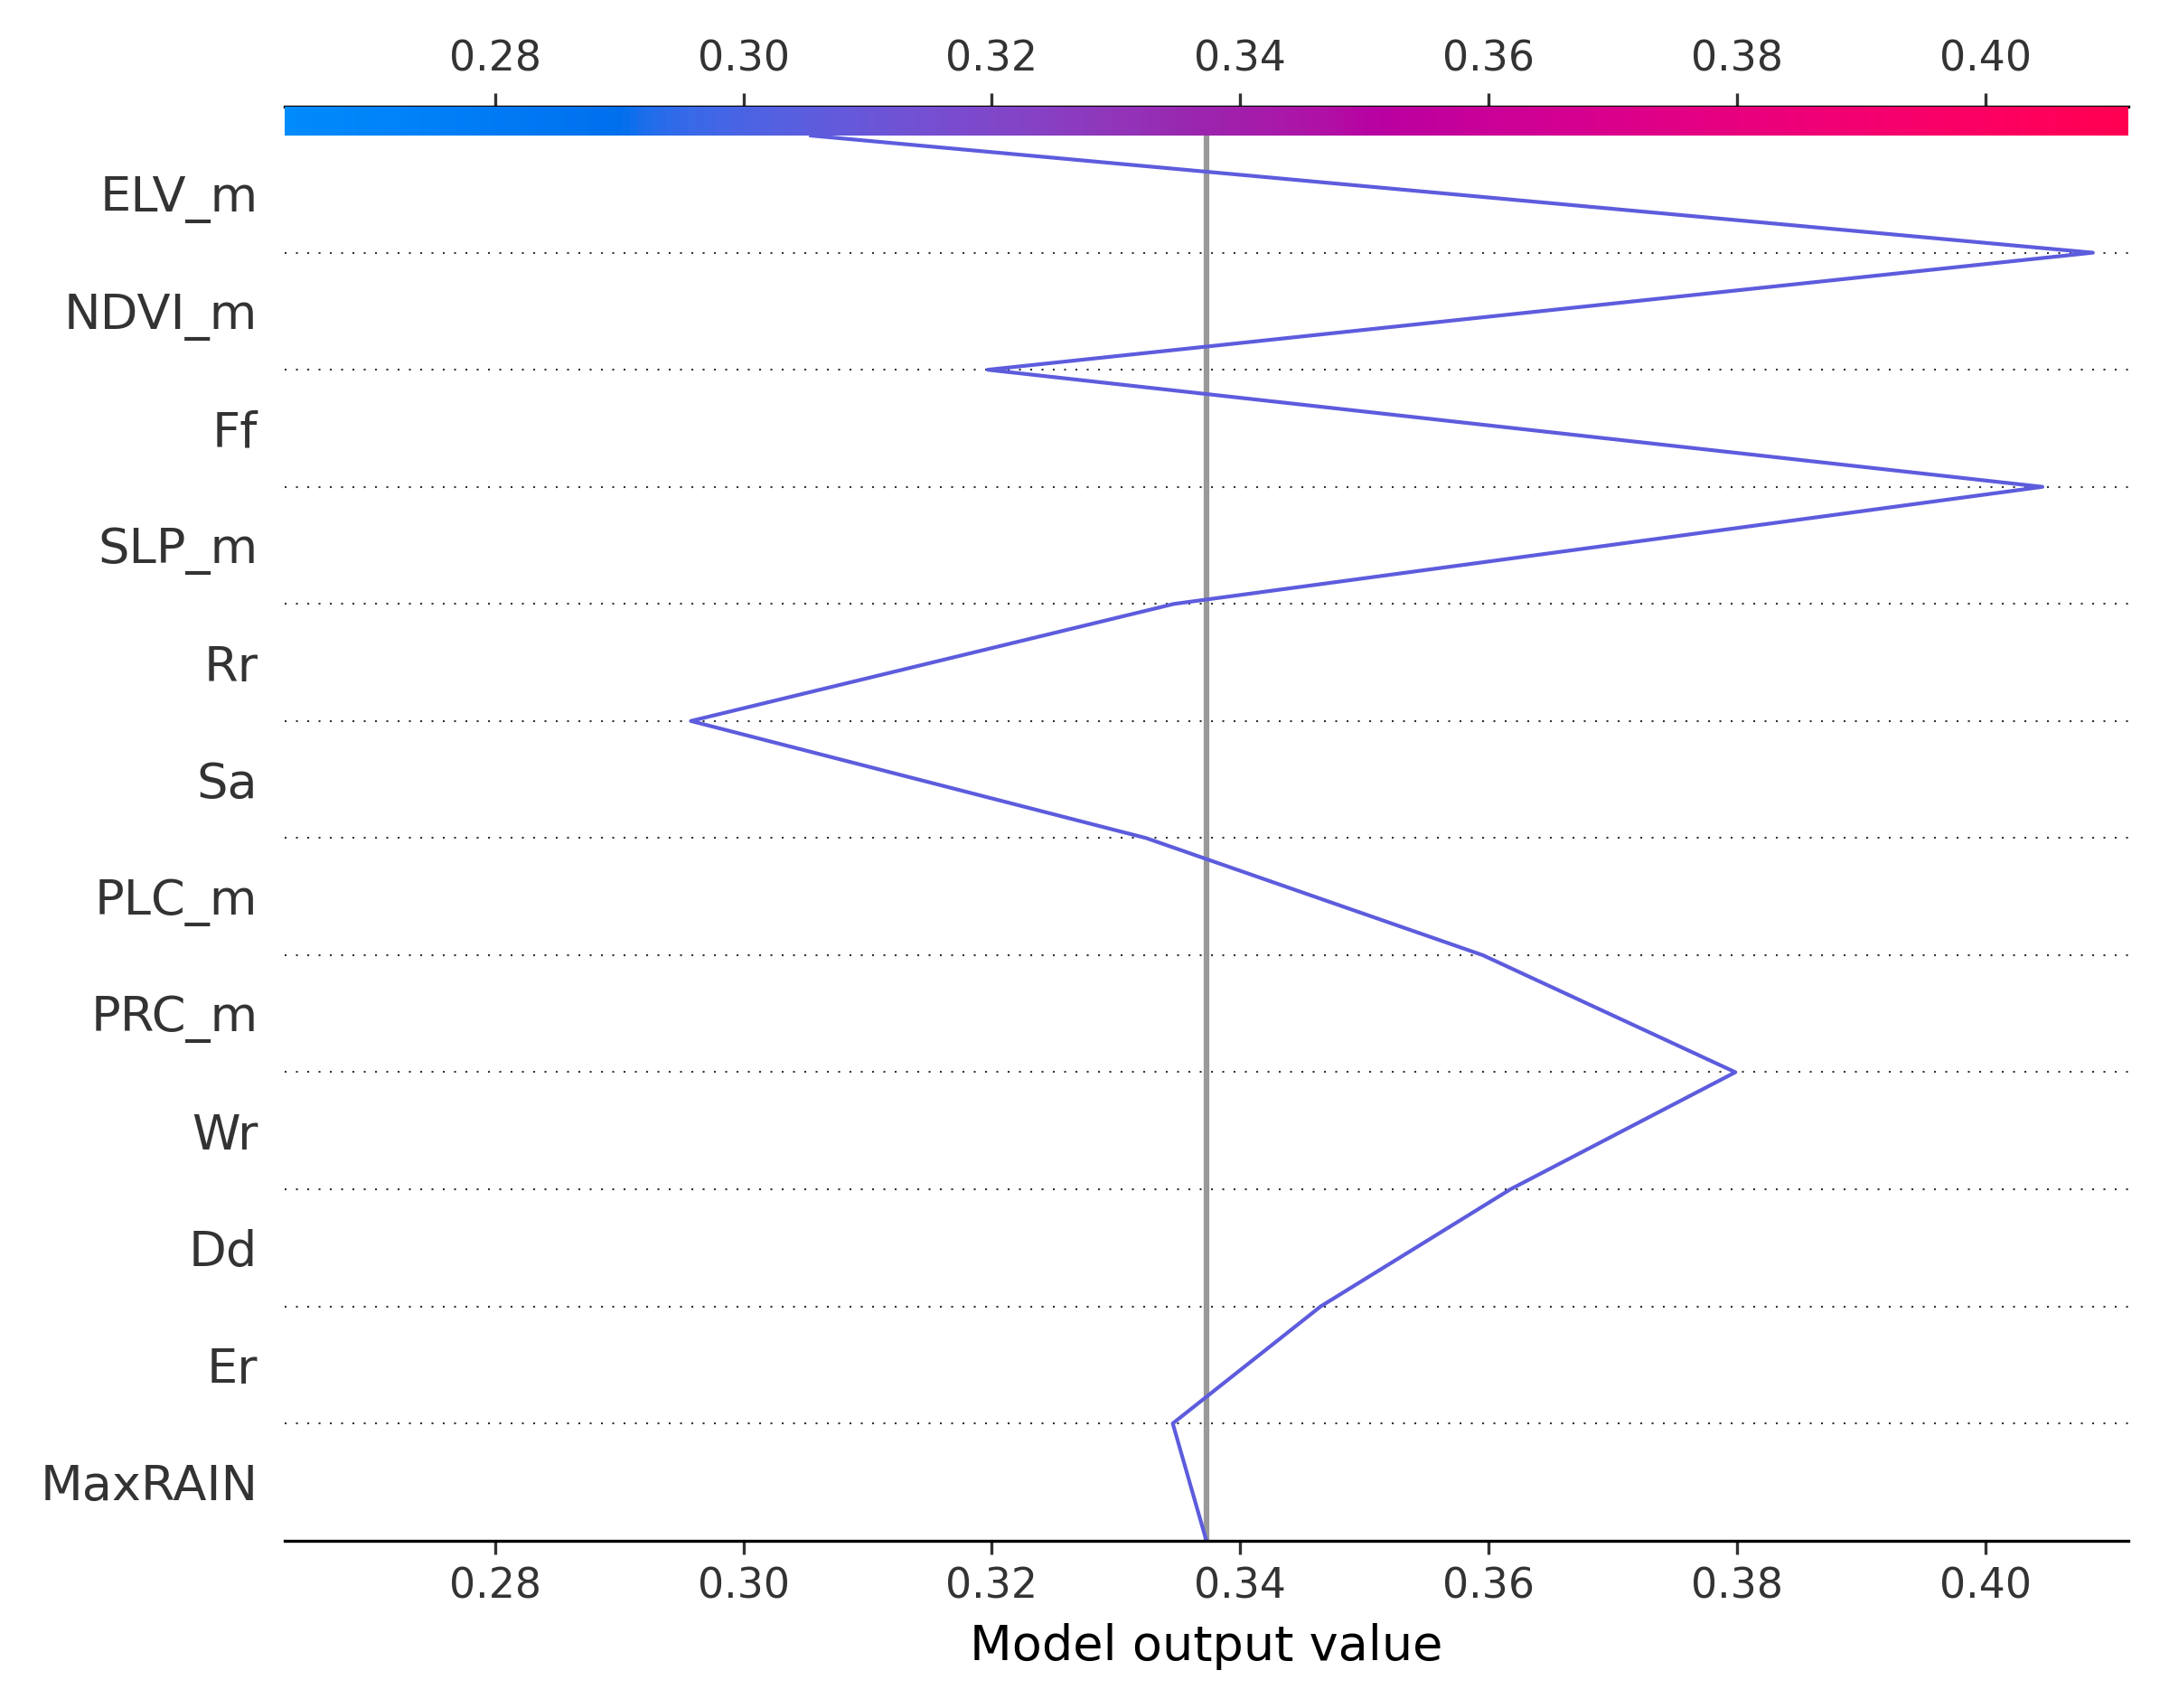 0.28 0.30 0.32 0.34 0.36 0.38 0.40
ELV_m
NDVI_m
Ff
SLP_m
Rr
Sa
PLC_m
PRC_m
Wr
Dd
Er
MaxRAIN
0.28 0.30 0.32 0.34 0.36 0.38 0.40
Model output value